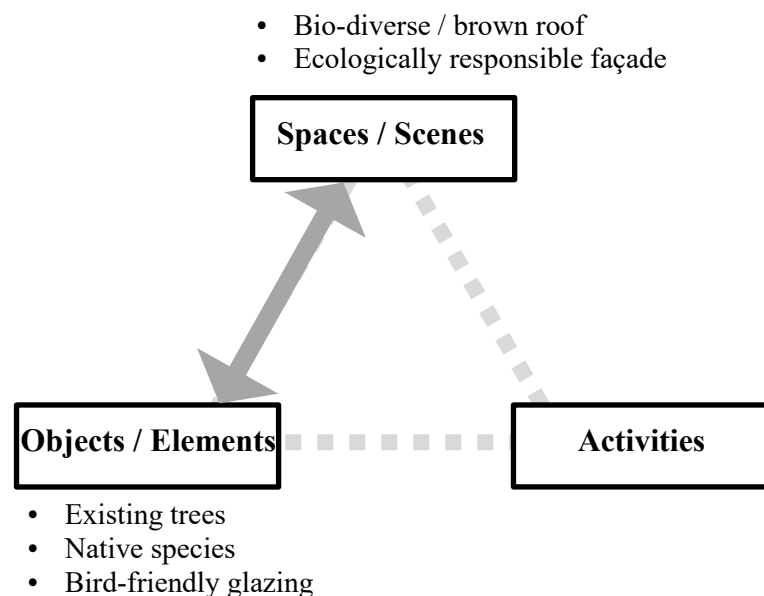 • Bio-diverse / brown roof
• Ecologically responsible façade
Spaces / Scenes
Objects / Elements
Activities
• Existing trees
• Native species
• Bird-friendly glazing